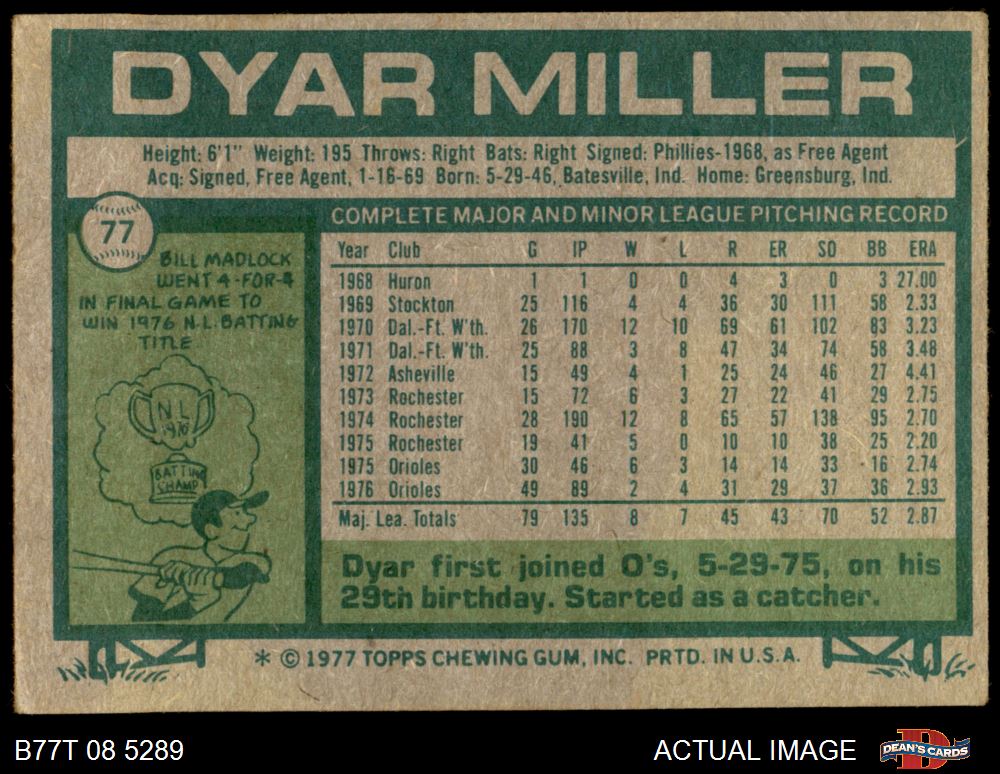 DYAR MILLER
Height: 6'1" Weight: 195 Throws: Right Bats: Right Signed: Phillies-1968, as Free Agent
Acq: Signed, Free Agent, 1-16-69 Born: 5-29-46, Batesville, Ind. Home: Greensburg, Ind.
77
BILL MADLOCK
WENT 4-FOR-4
IN FINAL GAME TO
WIN 1976 N.L. BATTING
TITLE
NL
1976
BATTING
CHAMP
COMPLETE MAJOR AND MINOR LEAGUE PITCHING RECORD
Year Club G IP W L R ER SO BB ERA
1968 Huron 1 1 0 0 4 3 0 3 27.00
1969 Stockton 25 116 4 4 36 30 111 58 2.33
1970 Dal.-Ft. W'th. 26 170 12 10 69 61 102 83 3.23
1971 Dal.-Ft. W'th. 25 88 3 8 47 34 74 58 3.48
1972 Asheville 15 49 4 1 25 24 46 27 4.41
1973 Rochester 15 72 6 3 27 22 41 29 2.75
1974 Rochester 28 190 12 8 65 57 138 95 2.70
1975 Rochester 19 41 5 0 10 10 38 25 2.20
1975 Orioles 30 46 6 3 14 14 33 16 2.74
1976 Orioles 49 89 2 4 31 29 37 36 2.93
Maj. Lea. Totals 79 135 8 7 45 43 70 52 2.87
Dyar first joined O's, 5-29-75, on his
29th birthday. Started as a catcher.
* © 1977 TOPPS CHEWING GUM, INC. PRTD. IN U.S.A.
B77T 08 5289
ACTUAL IMAGE
DEAN'S CARDS